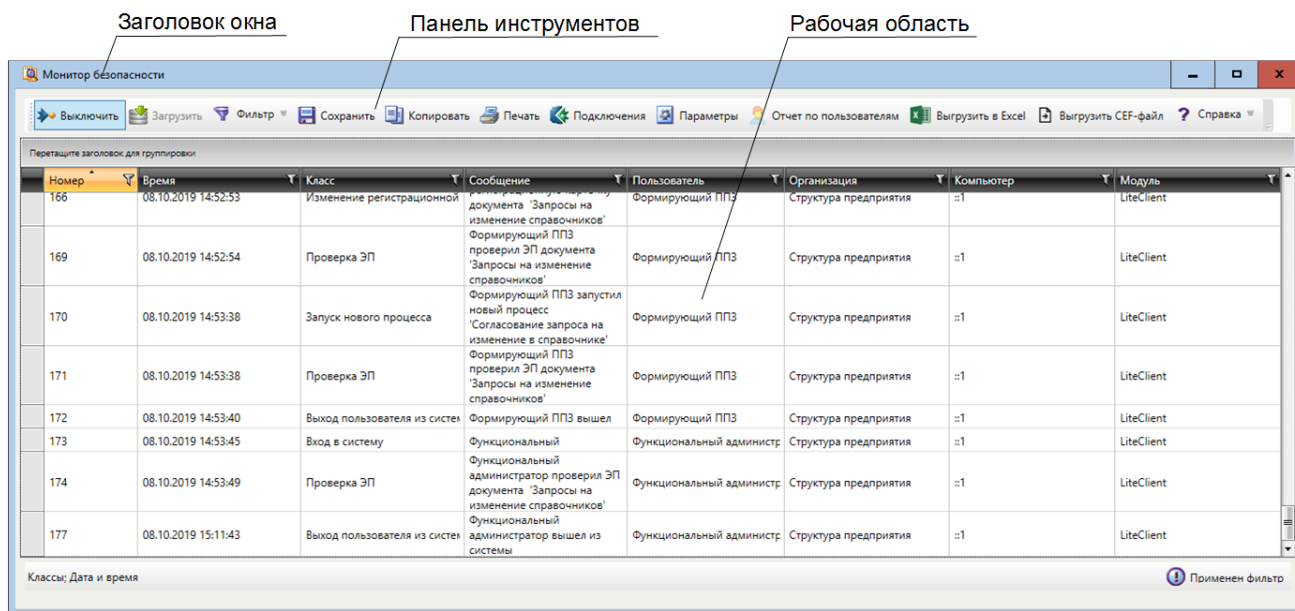 Заголовок окна Панель инструментов Рабочая область
Монитор безопасности
Выключить Загрузить Фильтр Сохранить Копировать Печать Подключения Параметры Отчет по пользователям Выгрузить в Excel Выгрузить CEF-файл ? Справка
Перетащите заголовок для группировки
Номер Время Класс Сообщение Пользователь Организация Компьютер Модуль
166 08.10.2019 14:52:53 Изменение регистрационной Формирующий ППЗ Структура предприятия ::1 LiteClient
документа 'Запросы на
изменение справочников'
Формирующий ППЗ
проверил ЭП документа
'Запросы на изменение
справочников'
169 08.10.2019 14:52:54 Проверка ЭП Формирующий ППЗ Структура предприятия ::1 LiteClient
Формирующий ППЗ запустил
новый процесс
'Согласование запроса на
изменение в справочнике'
170 08.10.2019 14:53:38 Запуск нового процесса Формирующий ППЗ Структура предприятия ::1 LiteClient
Формирующий ППЗ
проверил ЭП документа
'Запросы на изменение
справочников'
171 08.10.2019 14:53:38 Проверка ЭП Формирующий ППЗ Структура предприятия ::1 LiteClient
172 08.10.2019 14:53:40 Выход пользователя из систем Формирующий ППЗ вышел Формирующий ППЗ Структура предприятия ::1 LiteClient
173 08.10.2019 14:53:45 Вход в систему Функциональный Функциональный администр Структура предприятия ::1 LiteClient
Функциональный
администратор проверил ЭП
документа 'Запросы на
изменение справочников'
174 08.10.2019 14:53:49 Проверка ЭП Функциональный администр Структура предприятия ::1 LiteClient
Функциональный
администратор вышел из
системы
177 08.10.2019 15:11:43 Выход пользователя из систем Функциональный администр Структура предприятия ::1 LiteClient
Классы; Дата и время Применен фильтр